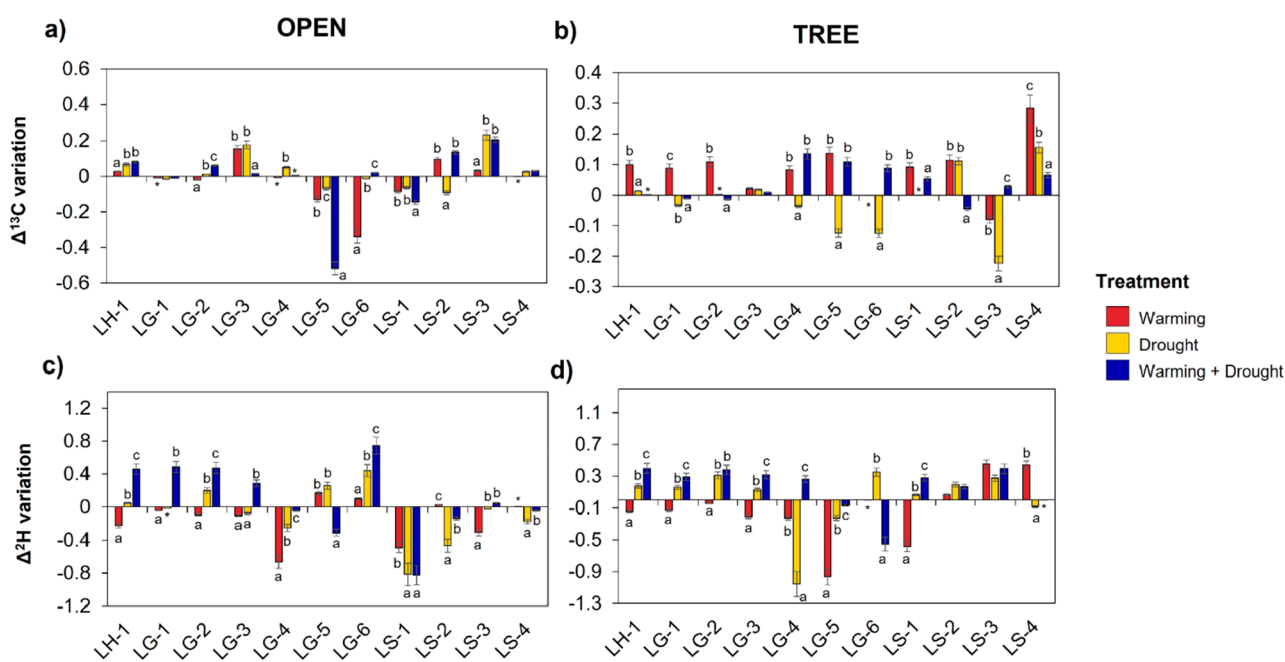 a) OPEN
0.6
0.4
0.2
0
-0.2
-0.4
-0.6
Δ¹³C variation
a b b
*
a b c
b b a
* b *
b c a
a b c
b b a
b a b
a b b
*
LH-1 LG-1 LG-2 LG-3 LG-4 LG-5 LG-6 LS-1 LS-2 LS-3 LS-4
b) TREE
0.4
0.3
0.2
0.1
0
-0.1
-0.2
-0.3
b a *
c b a
b * a
b a b
b a b
* a b
b * a
b b a
b a c
c b a
LH-1 LG-1 LG-2 LG-3 LG-4 LG-5 LG-6 LS-1 LS-2 LS-3 LS-4
Treatment
Warming
Drought
Warming + Drought
c)
1.2
0.8
0.4
0
-0.4
-0.8
-1.2
Δ²H variation
a b c
a * b
a b c
a a b
a b c
b b a
a b c
b a a
c a b
a b b
* a b
LH-1 LG-1 LG-2 LG-3 LG-4 LG-5 LG-6 LS-1 LS-2 LS-3 LS-4
d)
1.1
0.7
0.3
-0.1
-0.5
-0.9
-1.3
a b c
a b c
a b b
a b c
b a c
a b c
* b a
a b c
b a *
LH-1 LG-1 LG-2 LG-3 LG-4 LG-5 LG-6 LS-1 LS-2 LS-3 LS-4